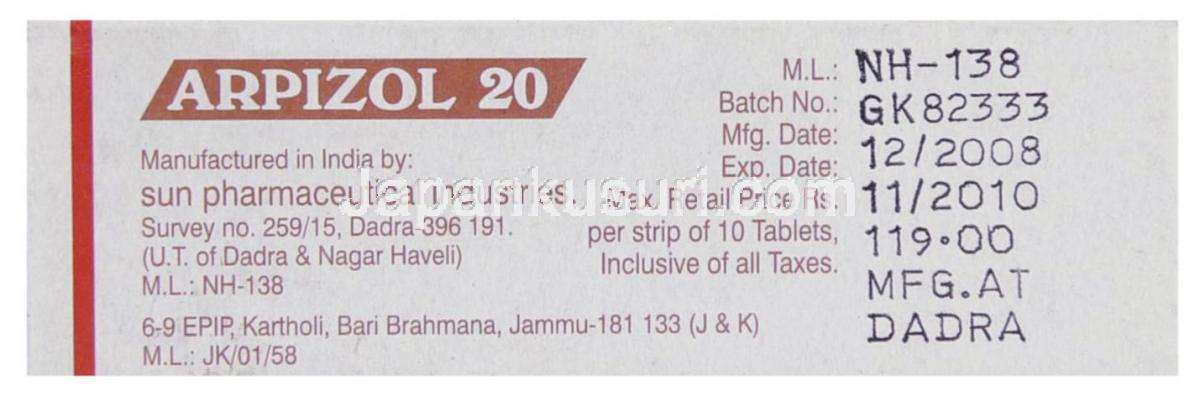 ARPIZOL 20
Manufactured in India by:
sun pharmaceutical industries.
Survey no. 259/15, Dadra-396 191.
(U.T. of Dadra & Nagar Haveli)
M.L.: NH-138
6-9 EPIP, Kartholi, Bari Brahmana, Jammu-181 133 (J & K)
M.L.: JK/01/58
M.L.: NH-138
Batch No.: GK82333
Mfg. Date: 12/2008
Exp. Date: 11/2010
Max. Retail Price Rs. 119.00
per strip of 10 Tablets,
Inclusive of all Taxes.
MFG.AT
DADRA
Japankusuri.com